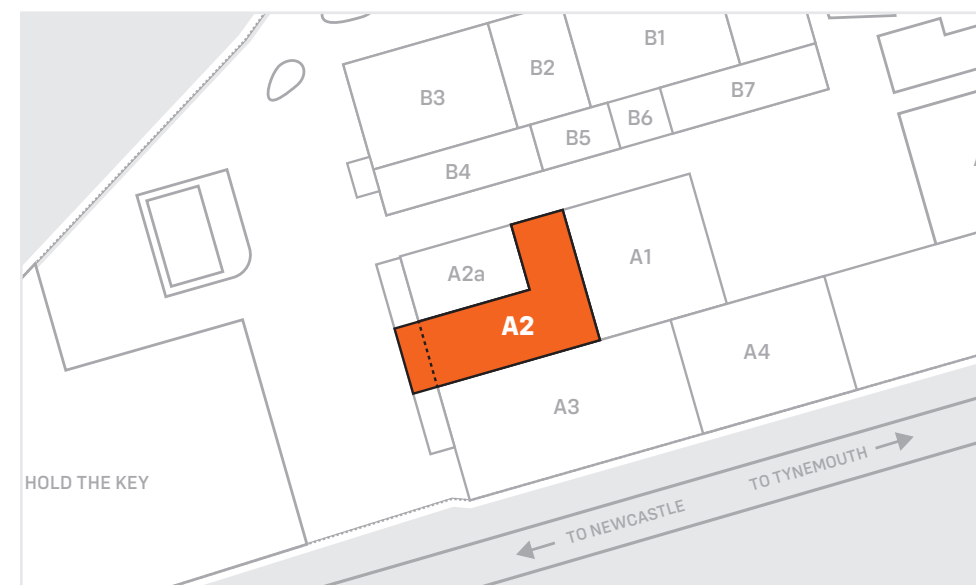 B1
B2
B3
B7
B6
B5
B4
A1
A2a
A2
A4
A3
HOLD THE KEY
TO TYNEMOUTH
TO NEWCASTLE